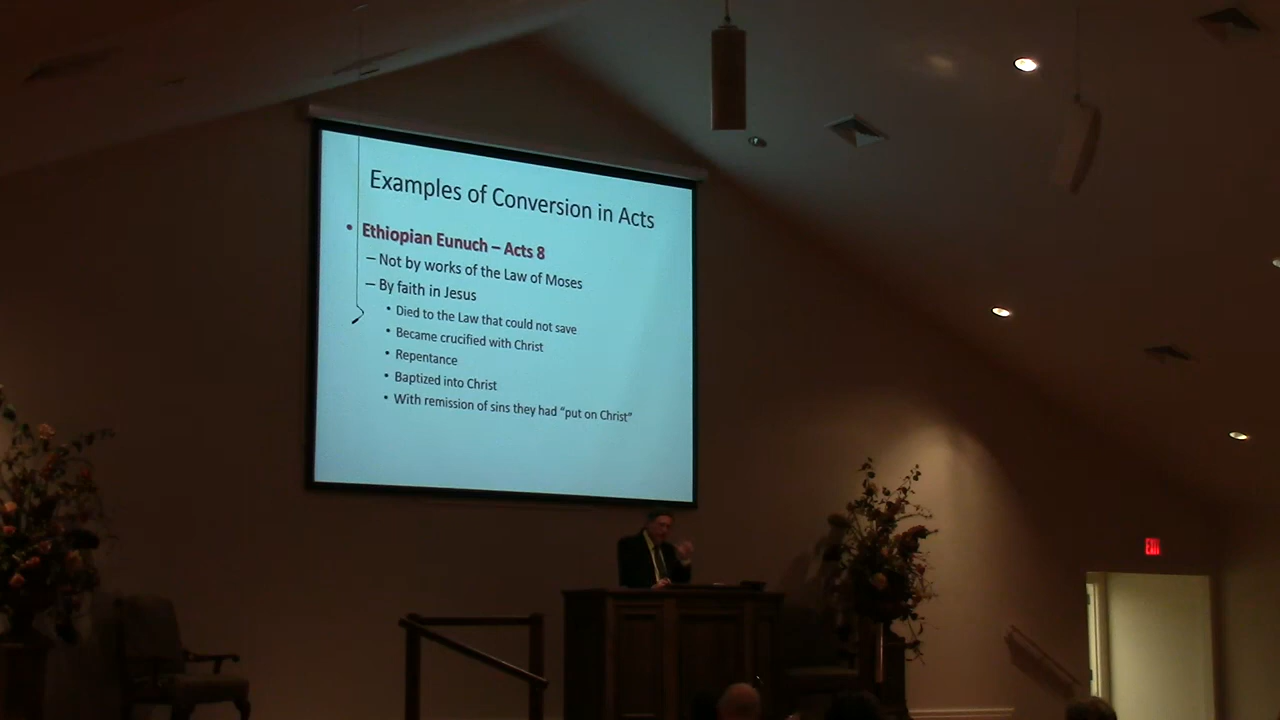 Examples of Conversion in Acts
• Ethiopian Eunuch – Acts 8
– Not by works of the Law of Moses
– By faith in Jesus
• Died to the Law that could not save
• Became crucified with Christ
• Repentance
• Baptized into Christ
• With remission of sins they had “put on Christ”
EXIT